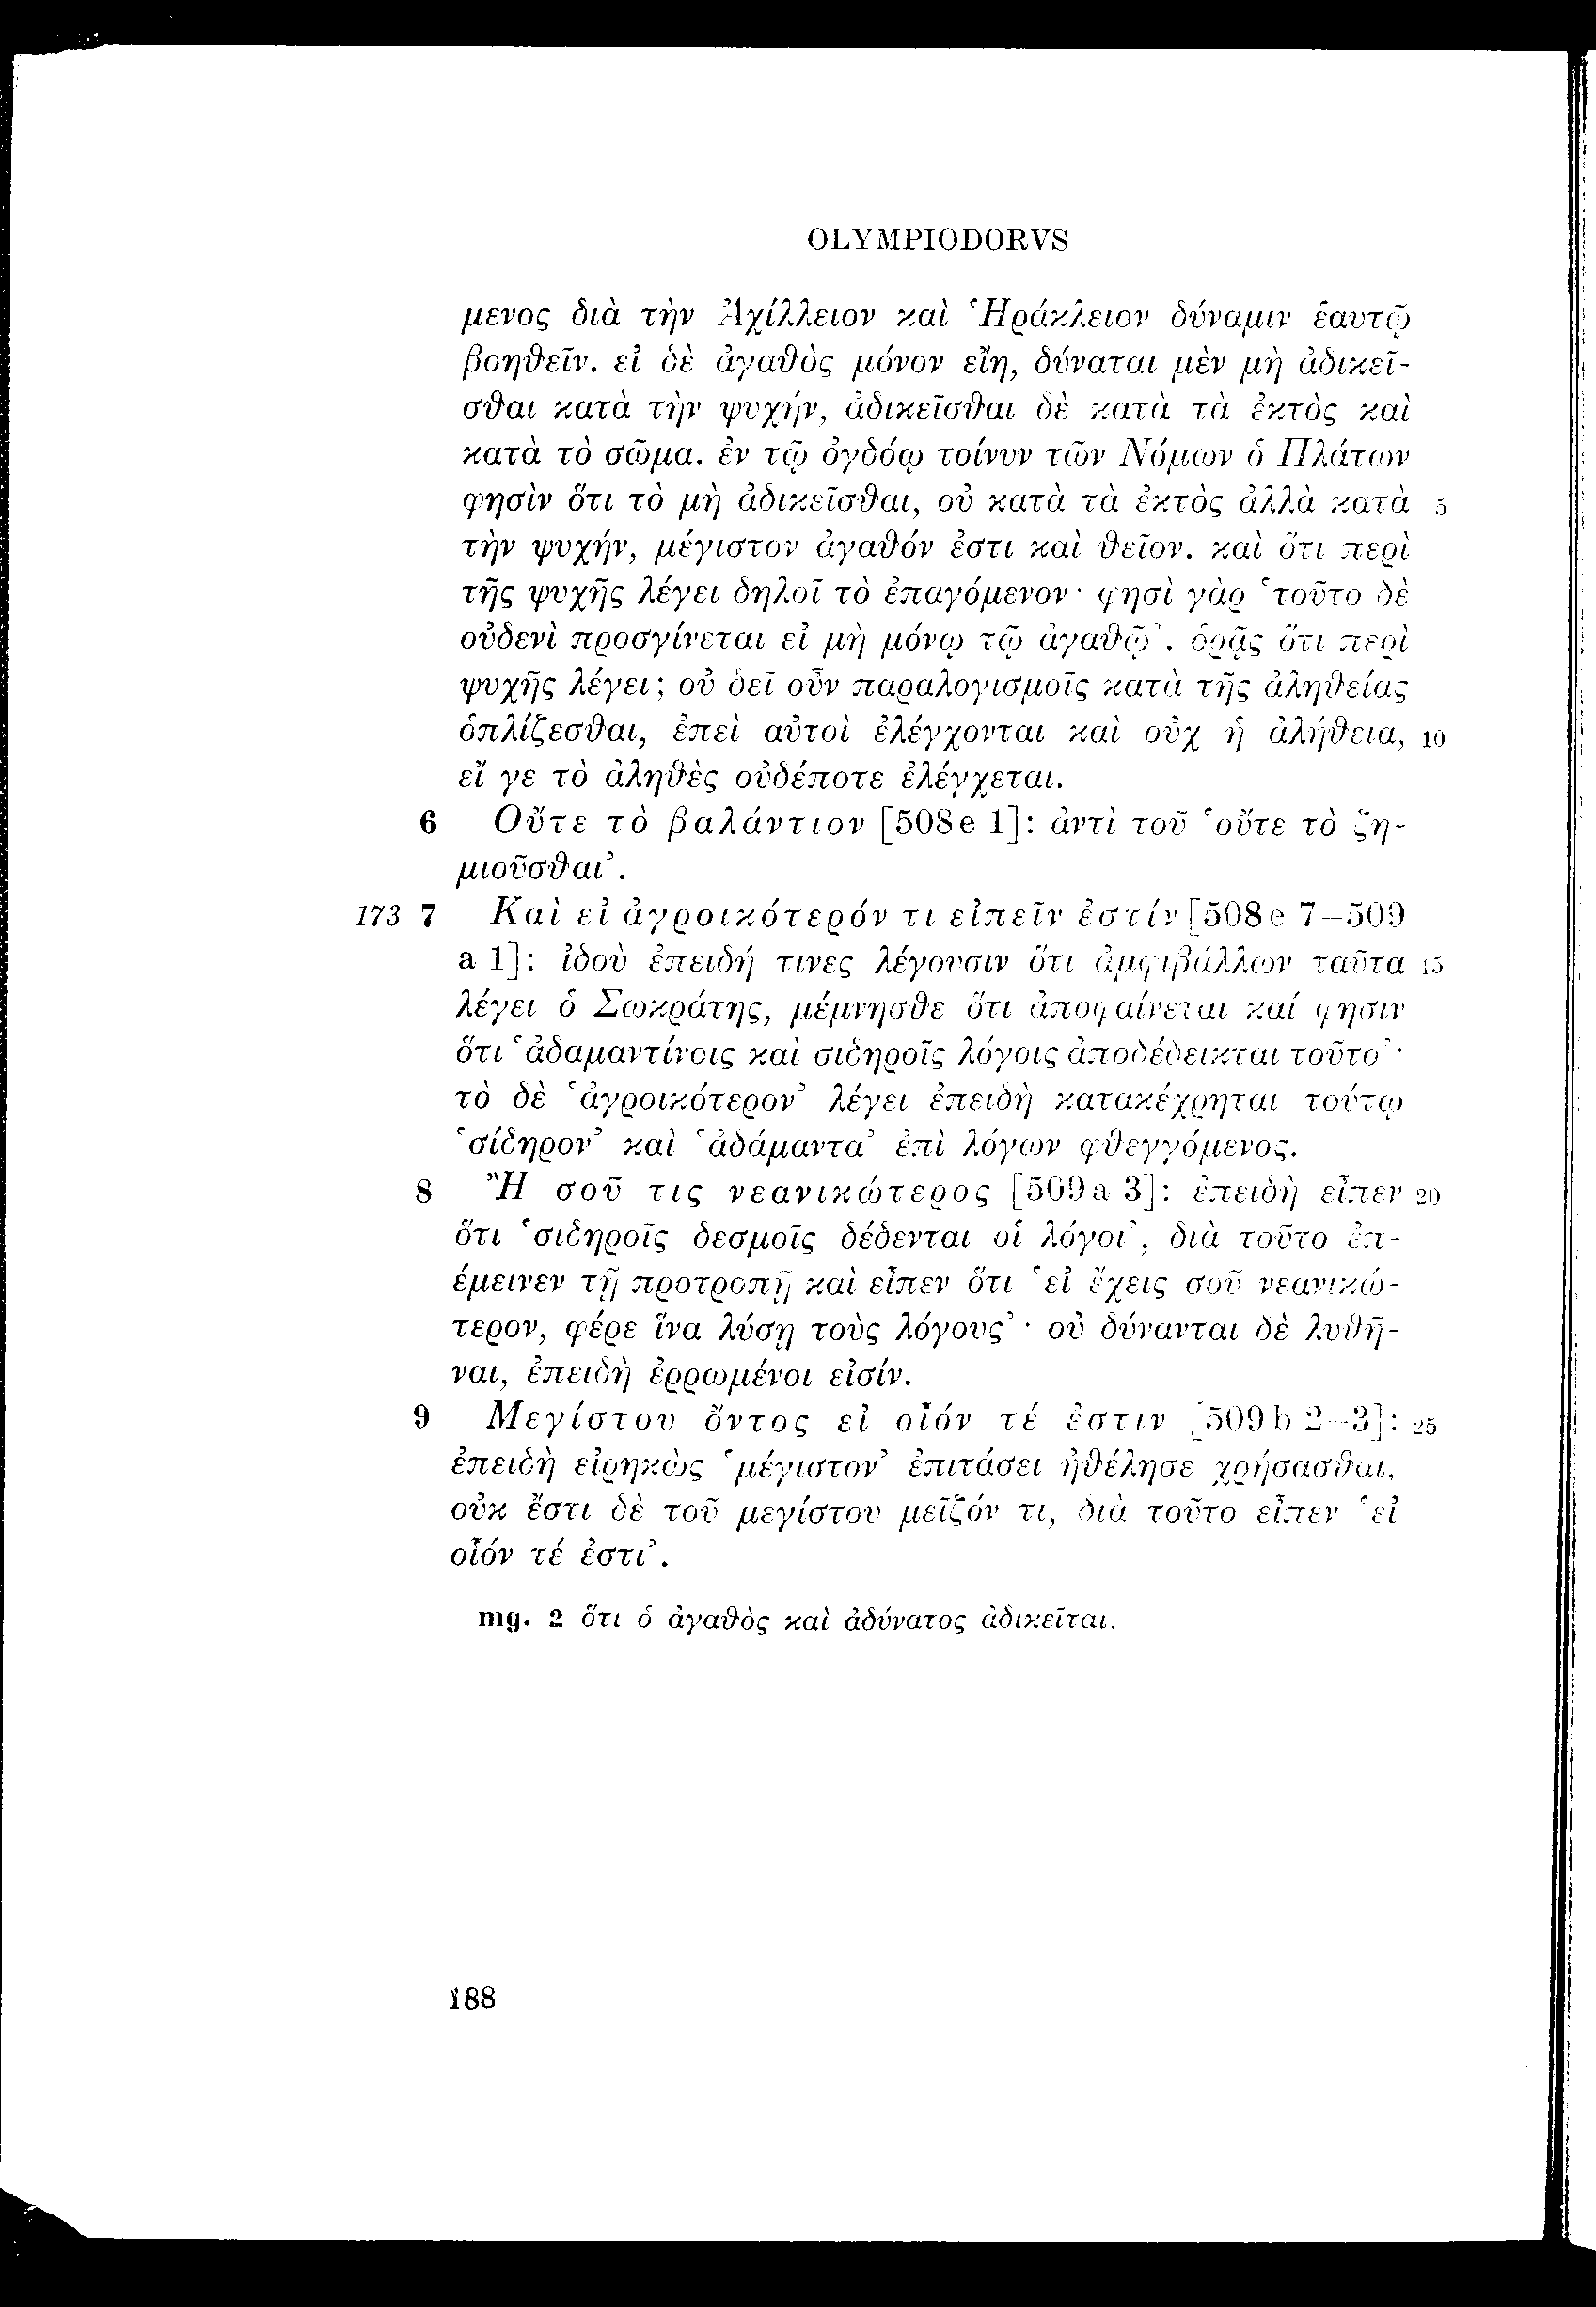 OLYMPIODORVS
μενος διὰ τὴν Ἀχίλλειον καὶ Ἡράκλειον δύναμιν ἑαυτῷ
βοηθεῖν. εἰ δὲ ἀγαθὸς μόνον εἴη, δύναται μὲν μὴ ἀδικεῖ-
σθαι κατὰ τὴν ψυχήν, ἀδικεῖσθαι δὲ κατὰ τὰ ἐκτὸς καὶ
κατὰ τὸ σῶμα. ἐν τῷ ὀγδόῳ τοίνυν τῶν Νόμων ὁ Πλάτων
φησὶν ὅτι τὸ μὴ ἀδικεῖσθαι, οὐ κατὰ τὰ ἐκτὸς ἀλλὰ κατὰ 5
τὴν ψυχήν, μέγιστον ἀγαθόν ἐστι καὶ θεῖον. καὶ ὅτι περὶ
τῆς ψυχῆς λέγει δηλοῖ τὸ ἐπαγόμενον· φησὶ γὰρ ‘τοῦτο δὲ
οὐδενὶ προσγίνεται εἰ μὴ μόνῳ τῷ ἀγαθῷ’. ὁρᾷς ὅτι περὶ
ψυχῆς λέγει; οὐ δεῖ οὖν παραλογισμοῖς κατὰ τῆς ἀληθείας
ὁπλίζεσθαι, ἐπεὶ αὐτοὶ ἐλέγχονται καὶ οὐχ ἡ ἀλήθεια, 10
εἴ γε τὸ ἀληθὲς οὐδέποτε ἐλέγχεται.
6 Οὔτε τὸ βαλάντιον [508e 1]: ἀντὶ τοῦ ‘οὔτε τὸ ζη-
μιοῦσθαι’.
173 7 Καὶ εἰ ἀγροικότερόν τι εἰπεῖν ἐστίν [508e 7–509
a 1]: ἰδοὺ ἐπειδή τινες λέγουσιν ὅτι ἀμφιβάλλων ταῦτα 15
λέγει ὁ Σωκράτης, μέμνησθε ὅτι ἀποφαίνεται καί φησιν
ὅτι ‘ἀδαμαντίνοις καὶ σιδηροῖς λόγοις ἀποδέδεικται τοῦτο’·
τὸ δὲ ‘ἀγροικότερον’ λέγει ἐπειδὴ κατακέχρηται τούτῳ
‘σίδηρον’ καὶ ‘ἀδάμαντα’ ἐπὶ λόγων φθεγγόμενος.
8 Ἢ σοῦ τις νεανικώτερος [509a 3]: ἐπειδὴ εἶπεν 20
ὅτι ‘σιδηροῖς δεσμοῖς δέδενται οἱ λόγοι’, διὰ τοῦτο ἐπ-
έμεινεν τῇ προτροπῇ καὶ εἶπεν ὅτι ‘εἰ ἔχεις σοῦ νεανικώ-
τερον, φέρε ἵνα λύσῃ τοὺς λόγους’· οὐ δύνανται δὲ λυθῆ-
ναι, ἐπειδὴ ἐρρωμένοι εἰσίν.
9 Μεγίστου ὄντος εἰ οἷόν τέ ἐστιν [509b 2–3]: 25
ἐπειδὴ εἰρηκὼς ‘μέγιστον’ ἐπιτάσει ἠθέλησε χρήσασθαι,
οὐκ ἔστι δὲ τοῦ μεγίστου μεῖζόν τι, διὰ τοῦτο εἶπεν ‘εἰ
οἷόν τέ ἐστι’.
mg. 2 ὅτι ὁ ἀγαθὸς καὶ ἀδύνατος ἀδικεῖται.
188